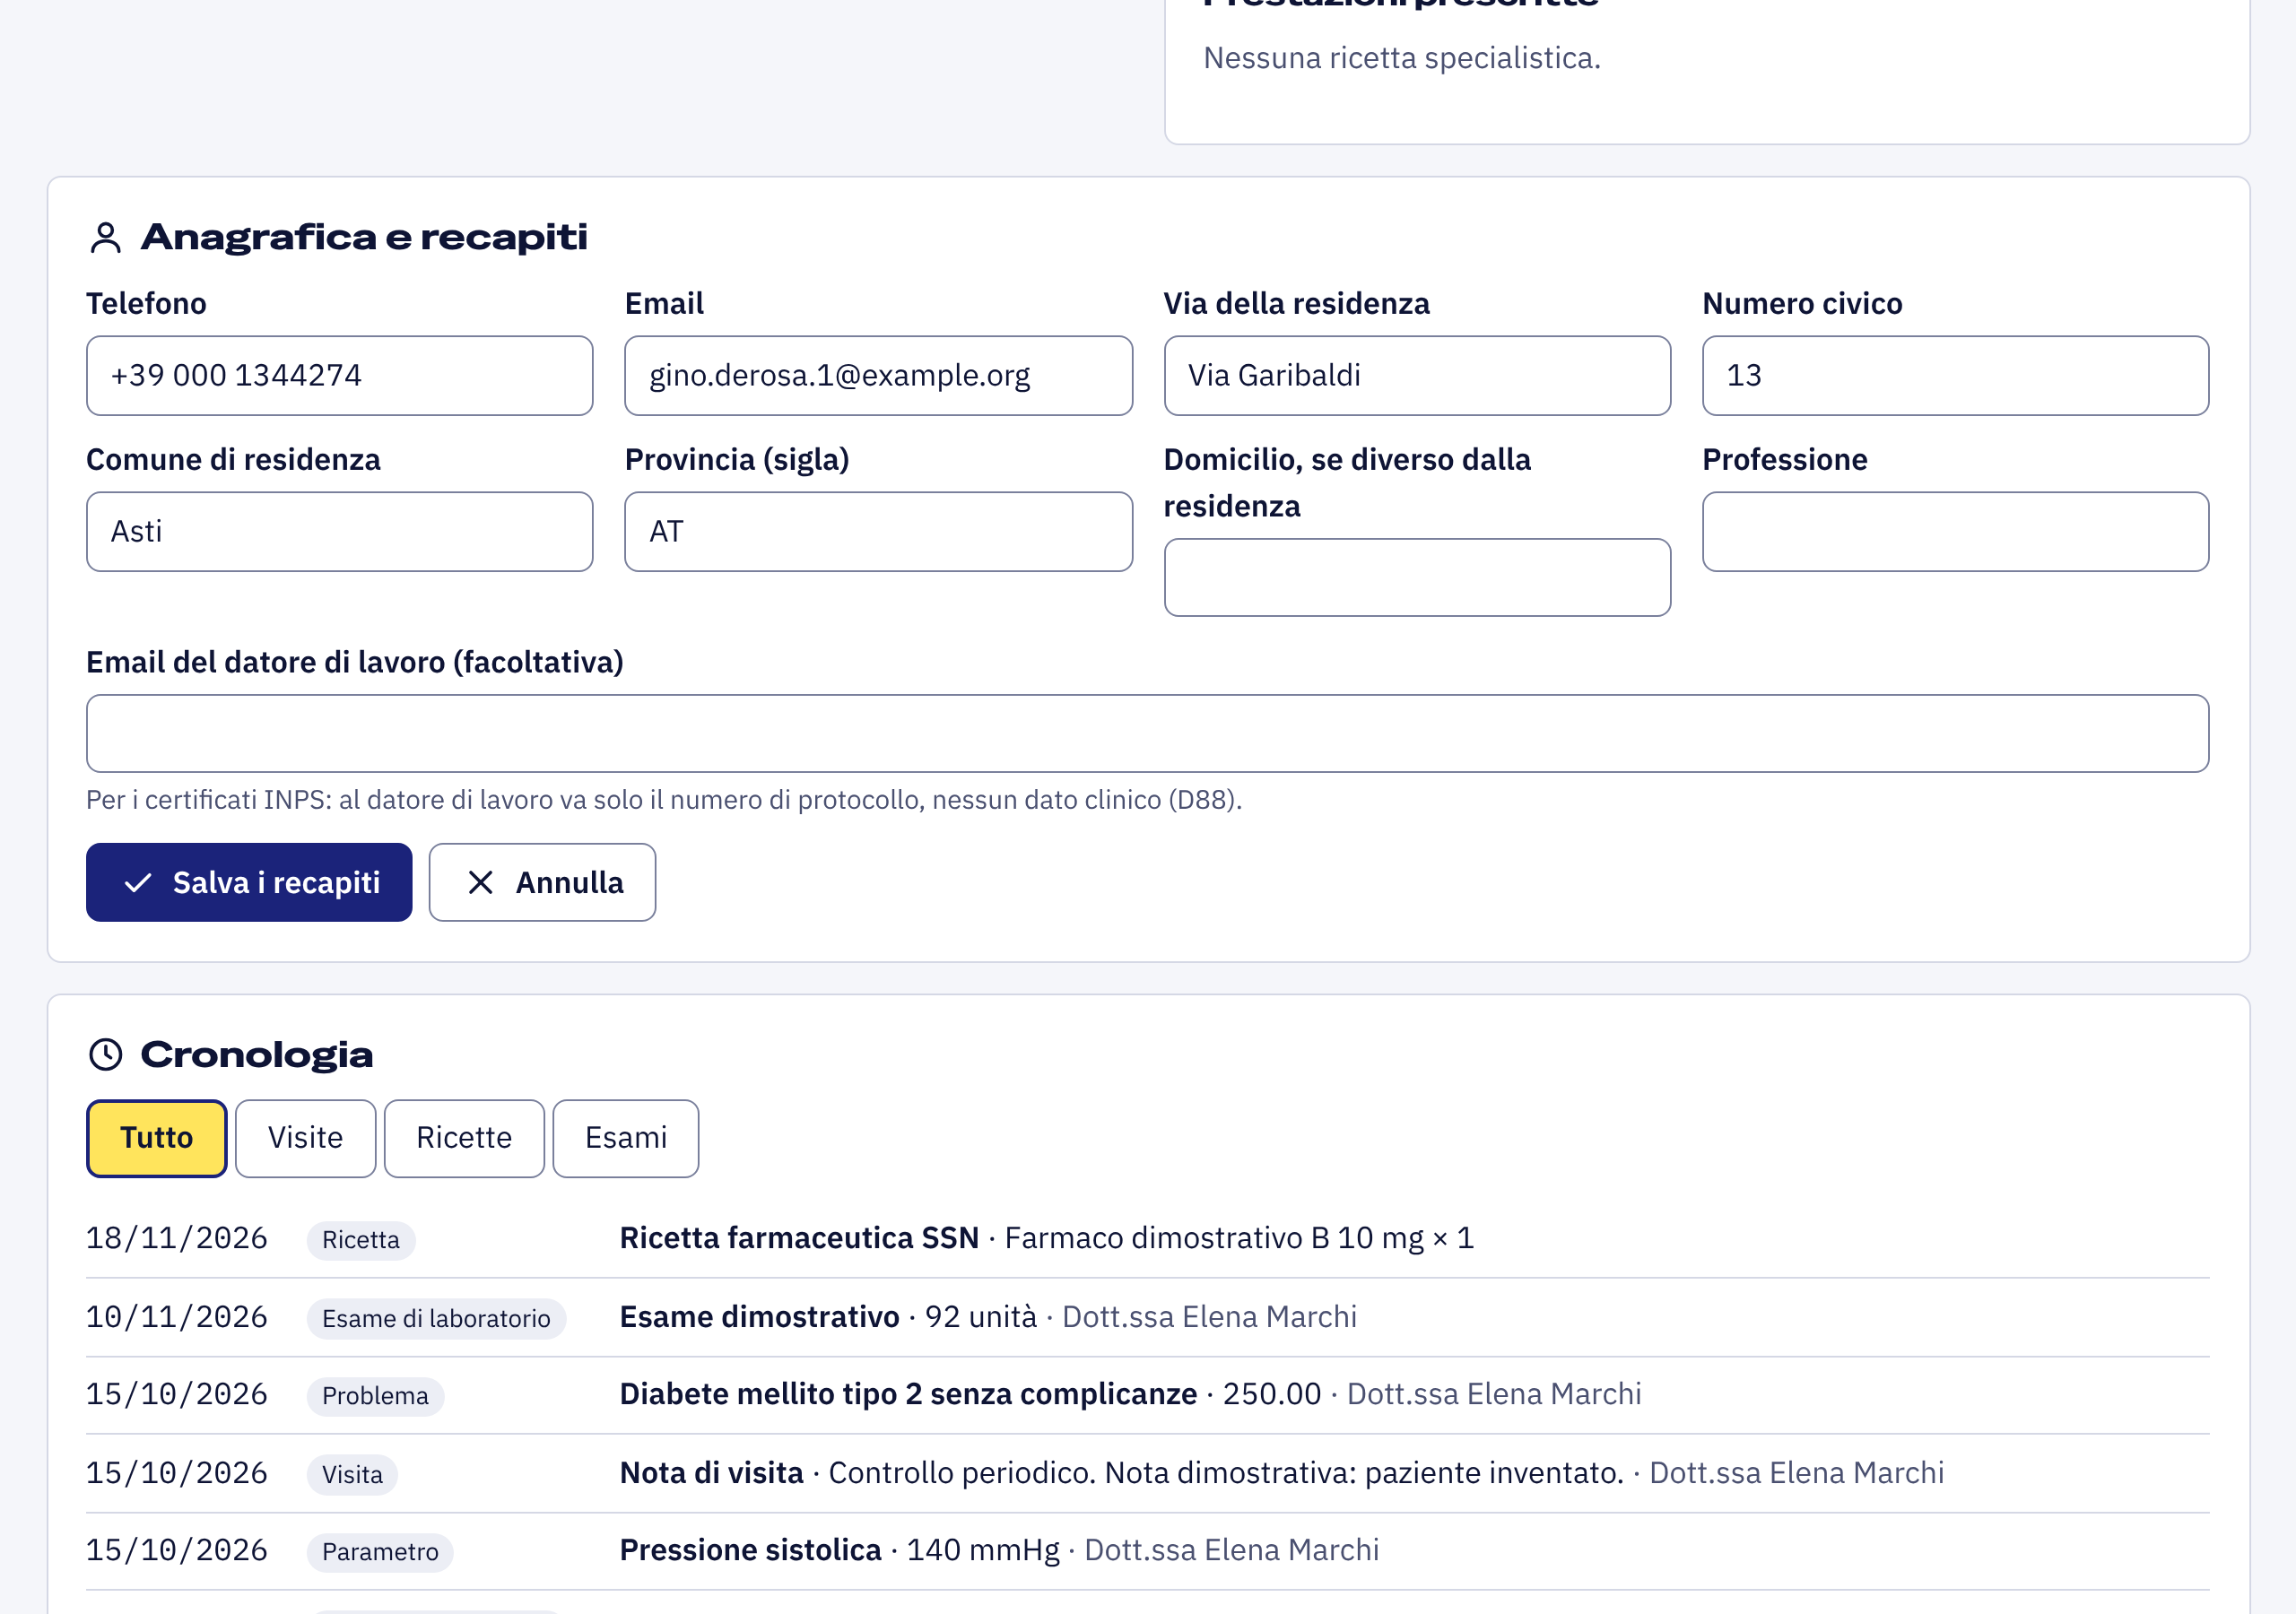 Prestazioni prescritte
Nessuna ricetta specialistica.
Anagrafica e recapiti
Telefono
Email
Via della residenza
Numero civico
+39 000 1344274
gino.derosa.1@example.org
Via Garibaldi
13
Comune di residenza
Provincia (sigla)
Domicilio, se diverso dalla
residenza
Professione
Asti
AT
Email del datore di lavoro (facoltativa)
Per i certificati INPS: al datore di lavoro va solo il numero di protocollo, nessun dato clinico (D88).
Salva i recapiti
Annulla
Cronologia
Tutto
Visite
Ricette
Esami
18/11/2026 Ricetta Ricetta farmaceutica SSN · Farmaco dimostrativo B 10 mg × 1
10/11/2026 Esame di laboratorio Esame dimostrativo · 92 unità · Dott.ssa Elena Marchi
15/10/2026 Problema Diabete mellito tipo 2 senza complicanze · 250.00 · Dott.ssa Elena Marchi
15/10/2026 Visita Nota di visita · Controllo periodico. Nota dimostrativa: paziente inventato. · Dott.ssa Elena Marchi
15/10/2026 Parametro Pressione sistolica · 140 mmHg · Dott.ssa Elena Marchi